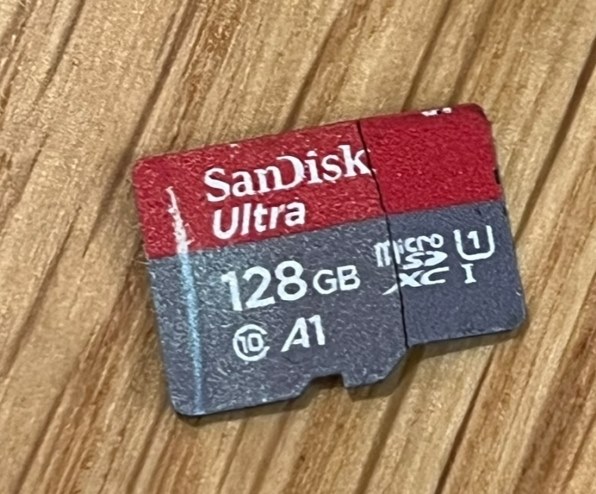 SanDisk
Ultra
128GB
micro SD XC I U1
10 A1